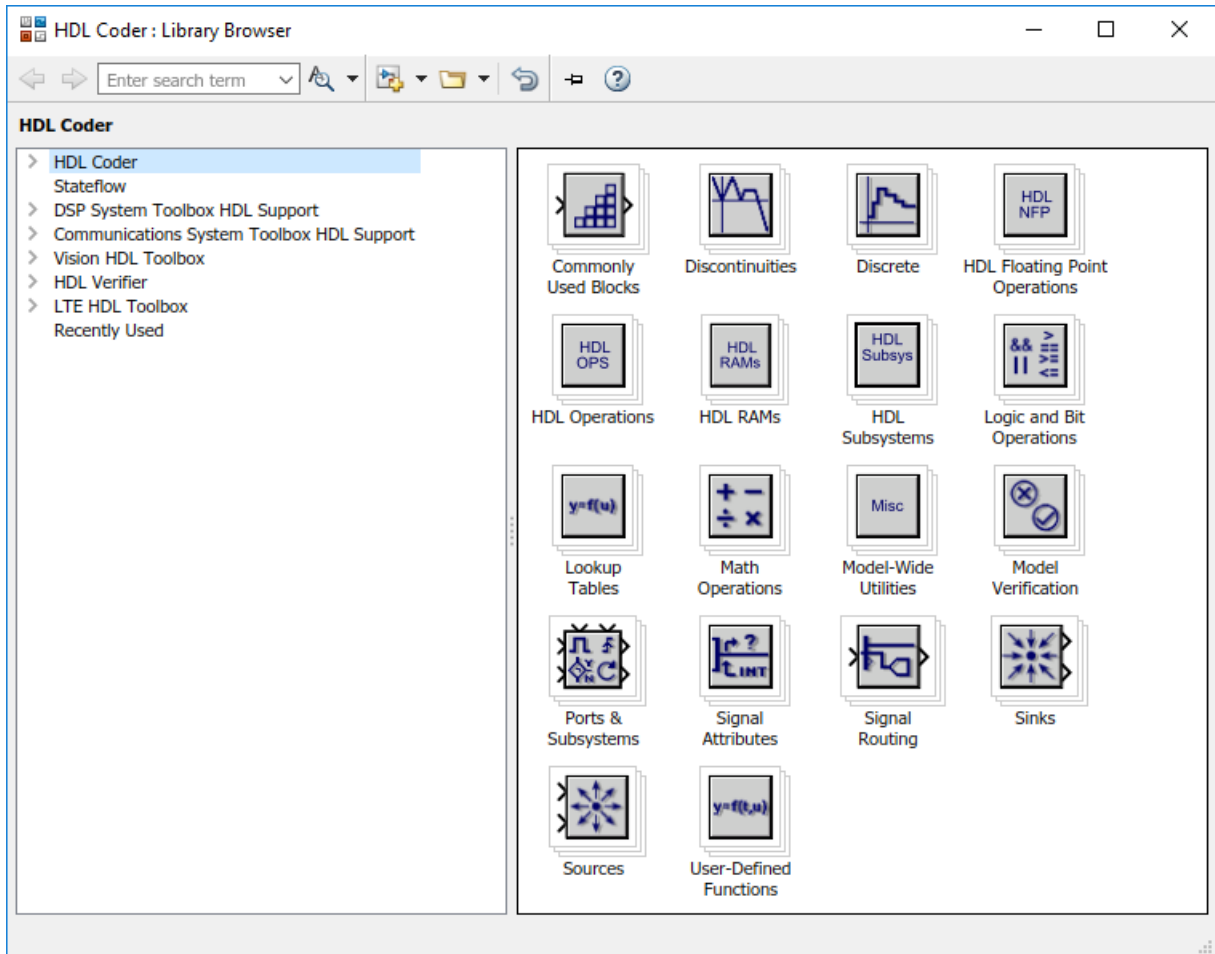 HDL Coder : Library Browser
Enter search term
HDL Coder
HDL Coder
Stateflow
DSP System Toolbox HDL Support
Communications System Toolbox HDL Support
Vision HDL Toolbox
HDL Verifier
LTE HDL Toolbox
Recently Used
Commonly
Used Blocks
Discontinuities
Discrete
HDL
NFP
HDL Floating Point
Operations
HDL
OPS
HDL Operations
HDL
RAMs
HDL RAMs
HDL
Subsys
HDL
Subsystems
&& >
==
|| >=
<=
Logic and Bit
Operations
y=f(u)
Lookup
Tables
+ −
÷ ×
Math
Operations
Misc
Model-Wide
Utilities
Model
Verification
Y
N
Ports &
Subsystems
?
INT
Signal
Attributes
Signal
Routing
Sinks
Sources
y=f(t,u)
User-Defined
Functions